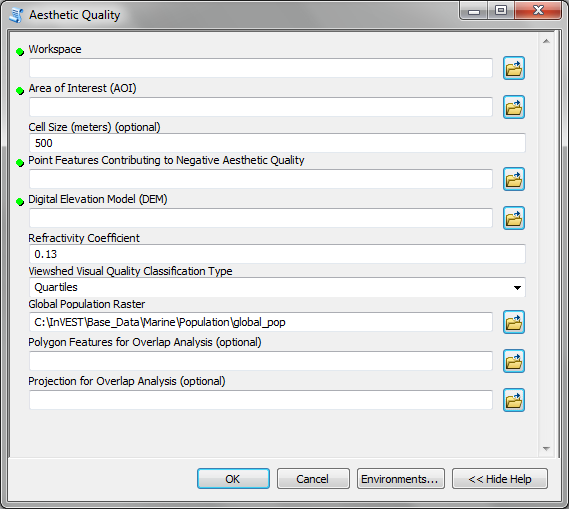 Aesthetic Quality
Workspace
Area of Interest (AOI)
Cell Size (meters) (optional)
500
Point Features Contributing to Negative Aesthetic Quality
Digital Elevation Model (DEM)
Refractivity Coefficient
0.13
Viewshed Visual Quality Classification Type
Quartiles
Global Population Raster
C:\InVEST\Base_Data\Marine\Population\global_pop
Polygon Features for Overlap Analysis (optional)
Projection for Overlap Analysis (optional)
OK Cancel Environments... << Hide Help